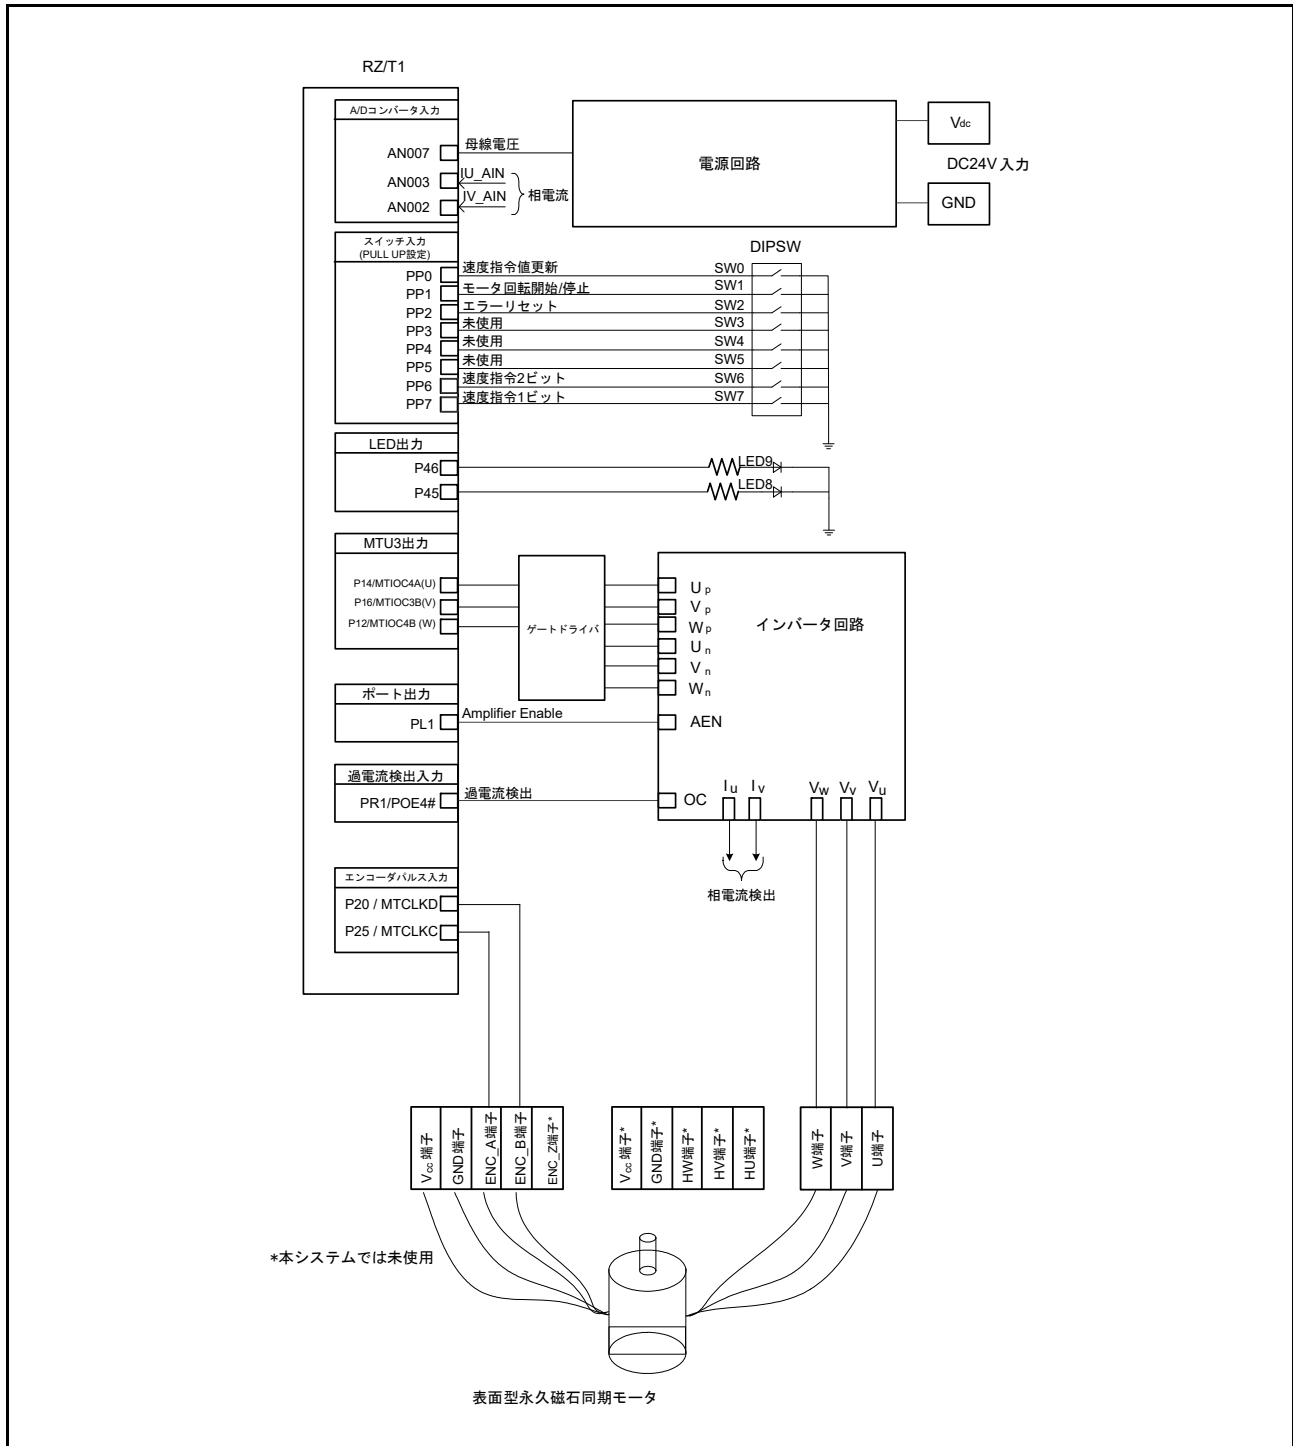 RZ/T1
A/Dコンバータ入力
AN007
母線電圧
AN003
IU_AIN
AN002
IV_AIN
相電流
電源回路
Vdc
DC24V 入力
GND
スイッチ入力
(PULL UP設定)
DIPSW
PP0 速度指令値更新 SW0
PP1 モータ回転開始/停止 SW1
PP2 エラーリセット SW2
PP3 未使用 SW3
PP4 未使用 SW4
PP5 未使用 SW5
PP6 速度指令2ビット SW6
PP7 速度指令1ビット SW7
LED出力
P46 LED9
P45 LED8
MTU3出力
P14/MTIOC4A(U)
P16/MTIOC3B(V)
P12/MTIOC4B (W)
ゲートドライバ
Up
Vp
Wp
Un
Vn
Wn
インバータ回路
ポート出力
PL1 Amplifier Enable AEN
過電流検出入力
PR1/POE4# 過電流検出 OC
Iu Iv Vw Vv Vu
相電流検出
エンコーダパルス入力
P20 / MTCLKD
P25 / MTCLKC
Vcc 端子
GND端子
ENC_A端子
ENC_B端子
ENC_Z端子*
Vcc 端子*
GND端子*
HW端子*
HV端子*
HU端子*
W端子
V端子
U端子
*本システムでは未使用
表面型永久磁石同期モータ